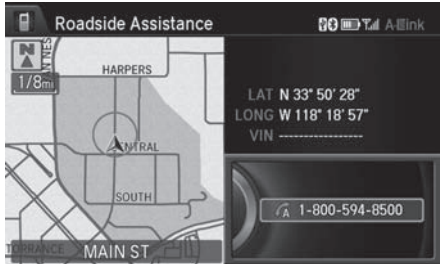 Roadside Assistance
A-Link
N
1/8mi
HARPERS
CENTRAL
SOUTH
TORRANCE
MAIN ST
LAT N 33° 50' 28"
LONG W 118° 18' 57"
VIN -----------------
A 1-800-594-8500